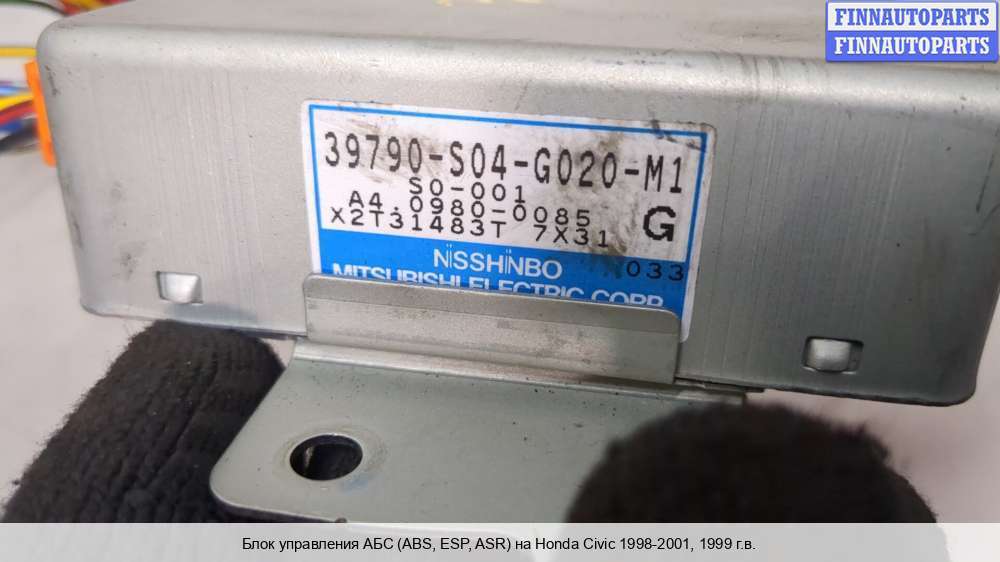 FINNAUTOPARTS
FINNAUTOPARTS
39790-S04-G020-M1
S0-001
A4.0980-0085
X2T31483T 7X31 G
033
NISSHINBO
MITSUBISHI ELECTRIC CORP.
Блок управления АБС (ABS, ESP, ASR) на Honda Civic 1998-2001, 1999 г.в.